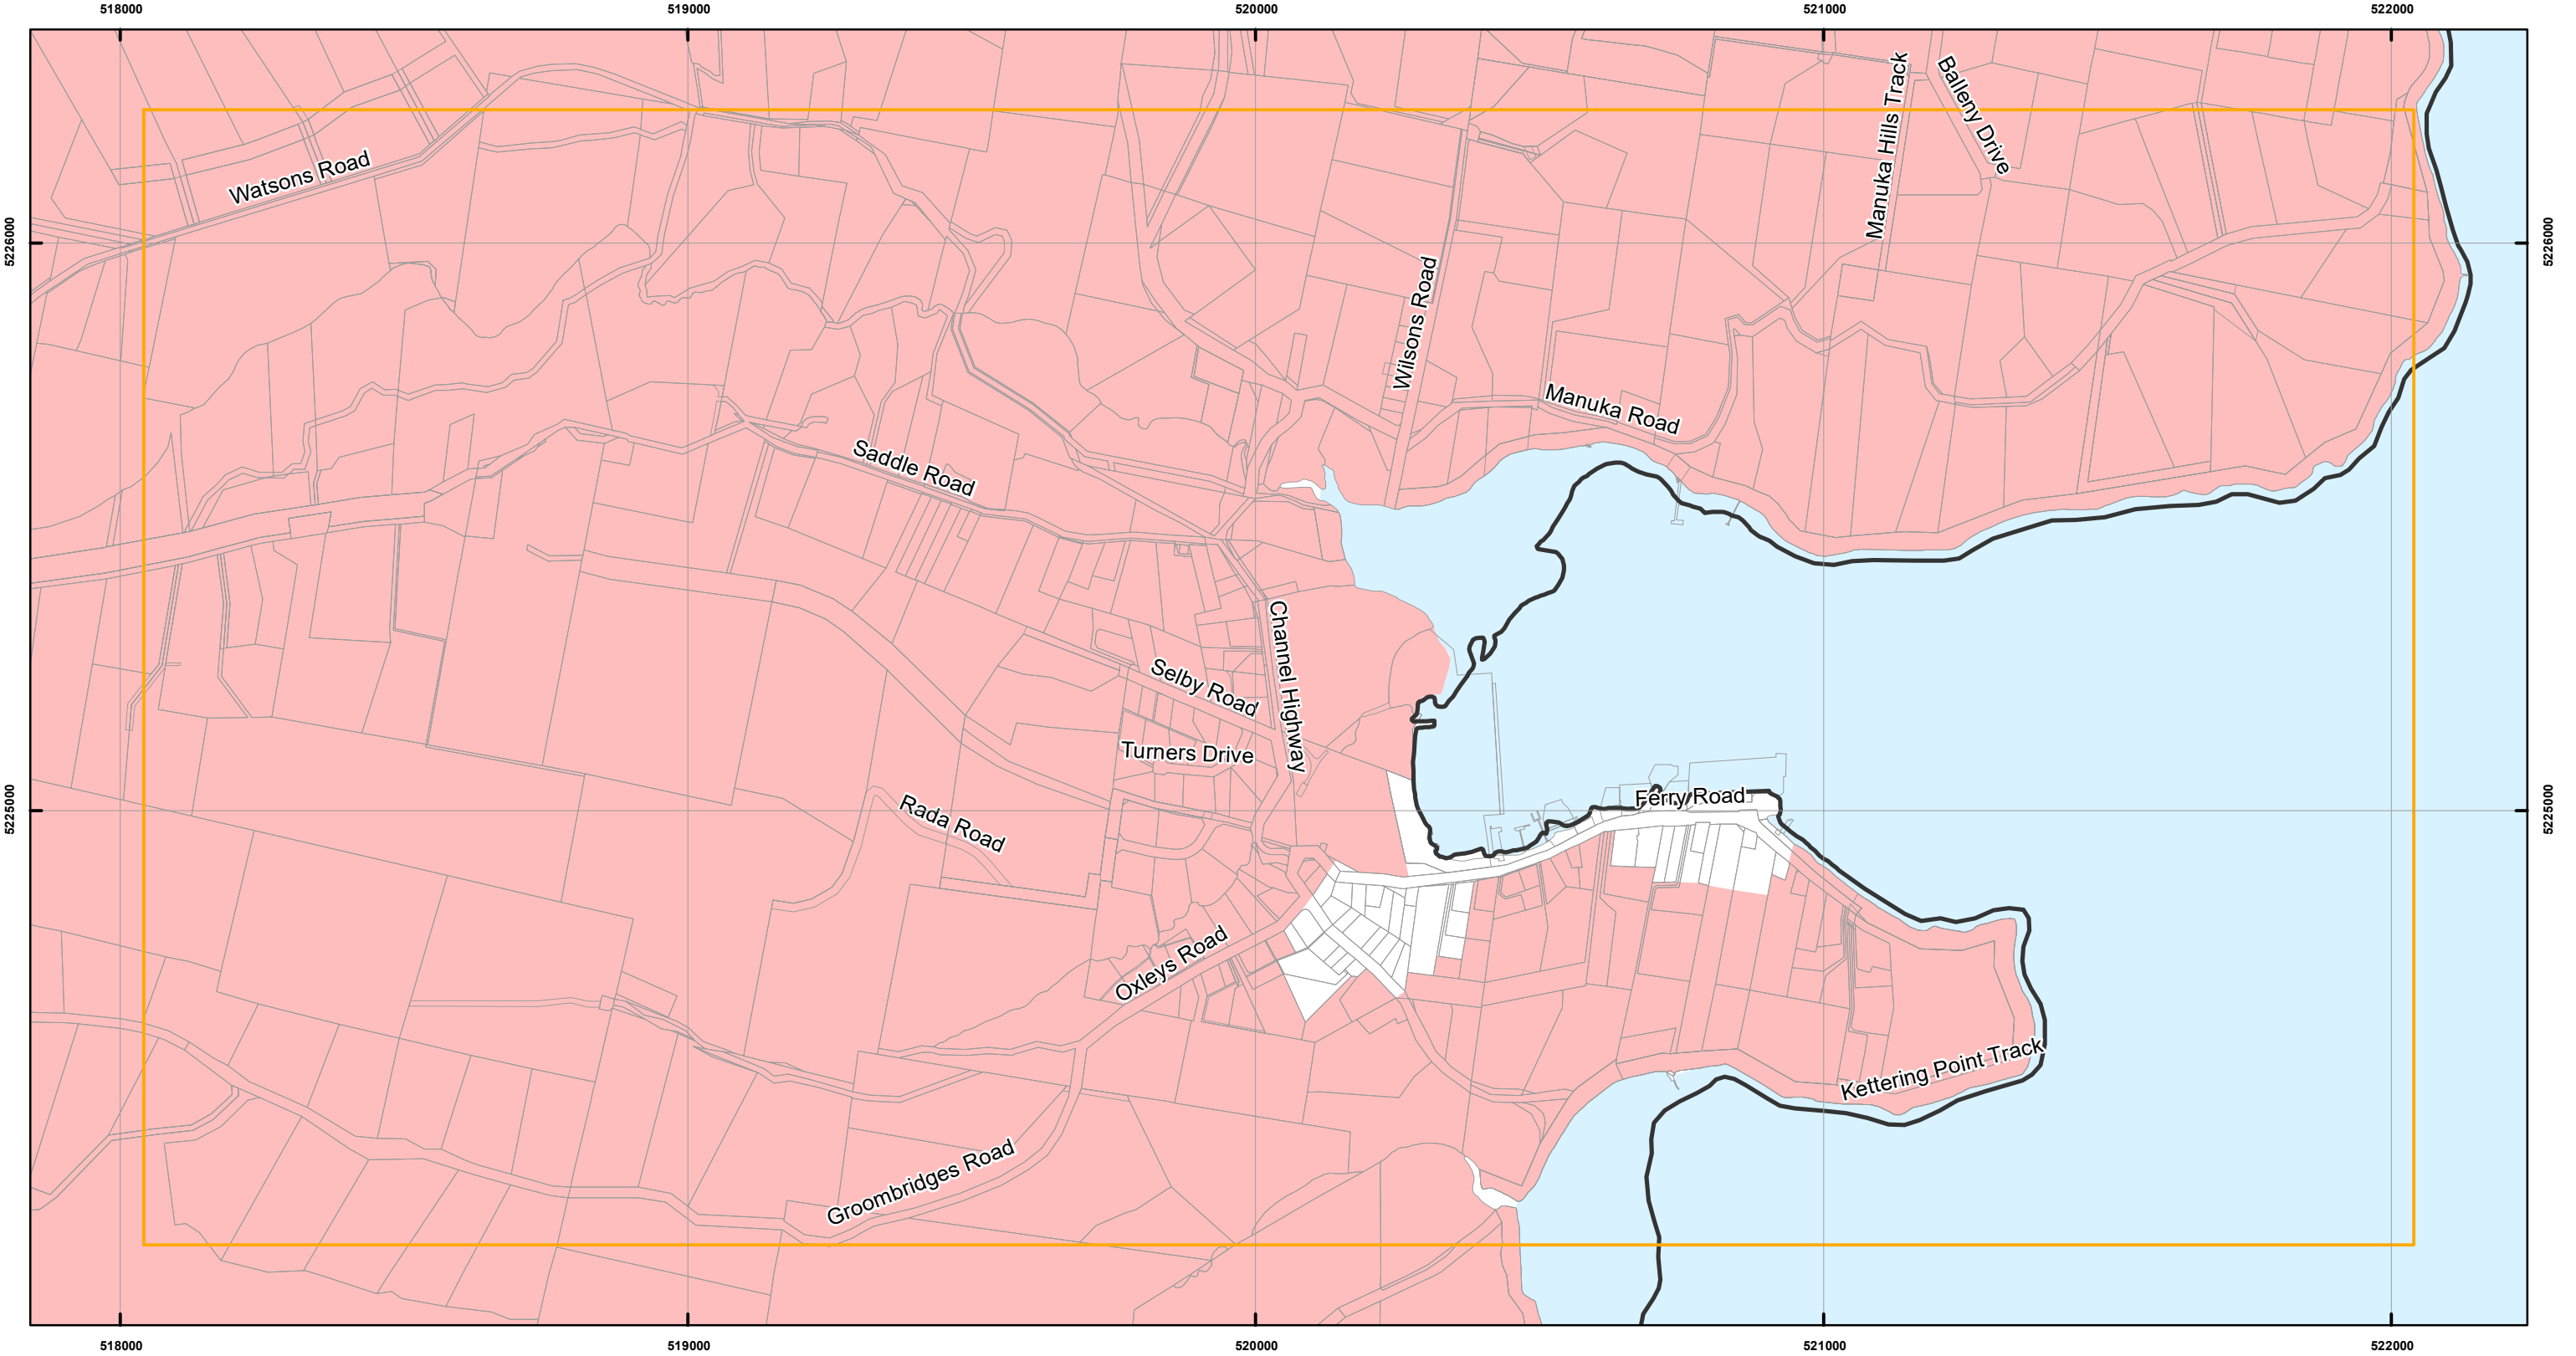 518000
519000
520000
521000
522000
Manuka Hills Track
Balleny Drive
Watsons Road
5226000
5226000
Wilsons Road
Manuka Road
Saddle Road
Channel Highway
Selby Road
Turners Drive
5225000
5225000
Ferry Road
Rada Road
Oxleys Road
Kettering Point Track
Groombridges Road
518000
519000
520000
521000
522000